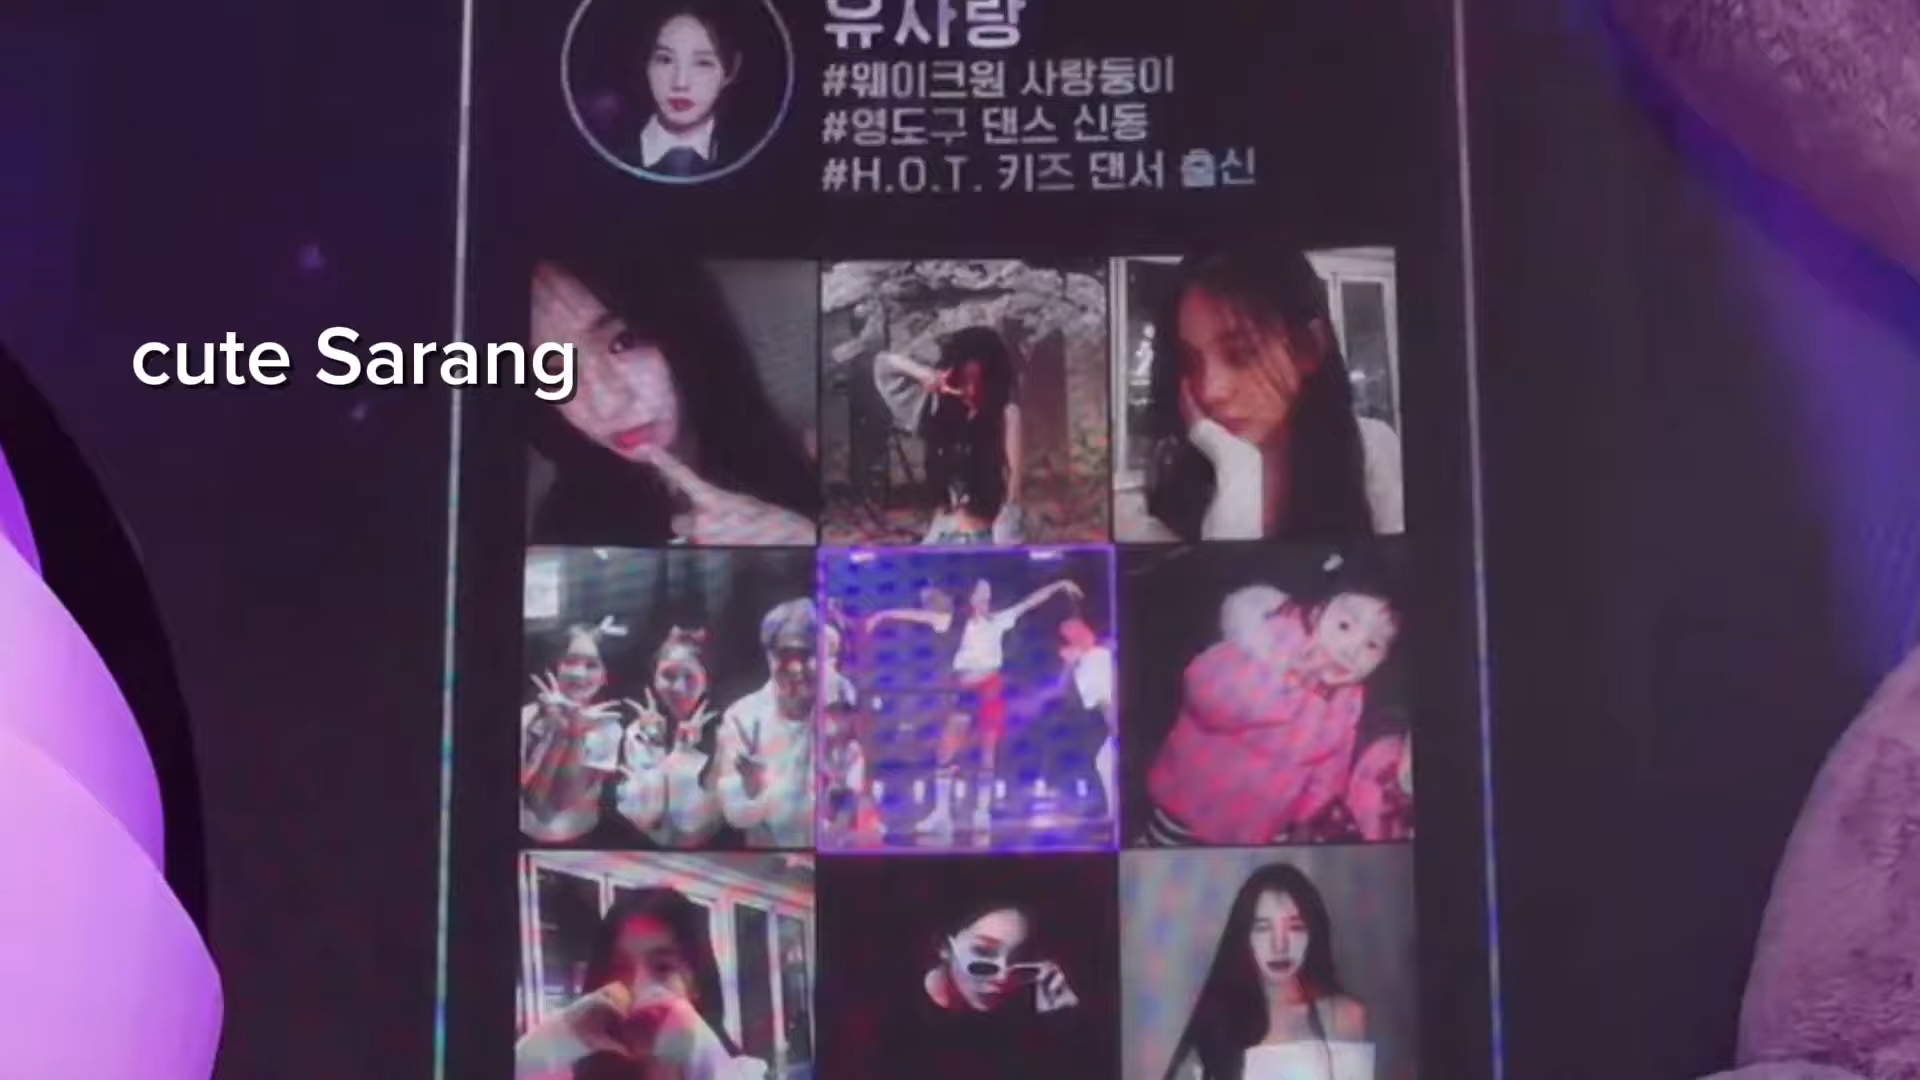 유사랑
#웨이크원 사랑둥이
#영도구 댄스 신동
#H.O.T. 키즈 댄서 출신
cute Sarang